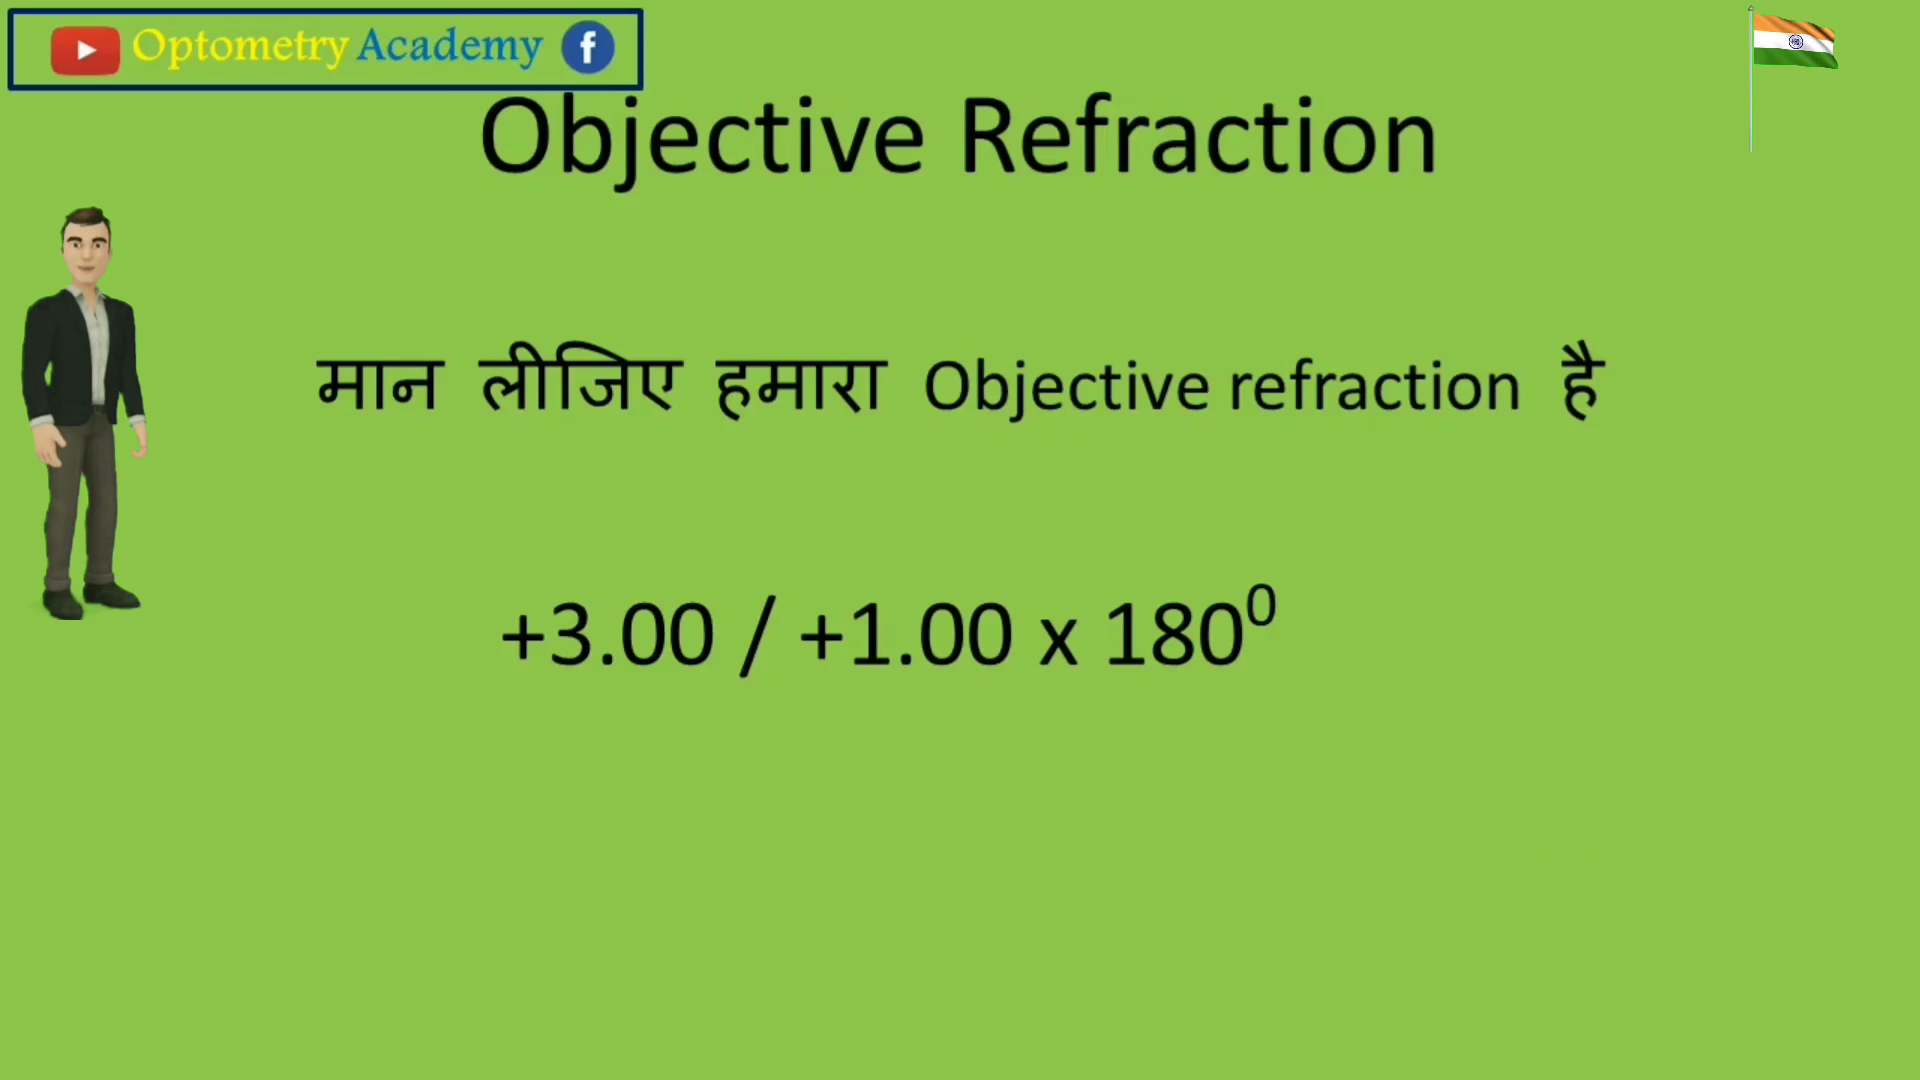 Optometry Academy
Objective Refraction
मान लीजिए हमारा Objective refraction है
+3.00 / +1.00 x 180⁰